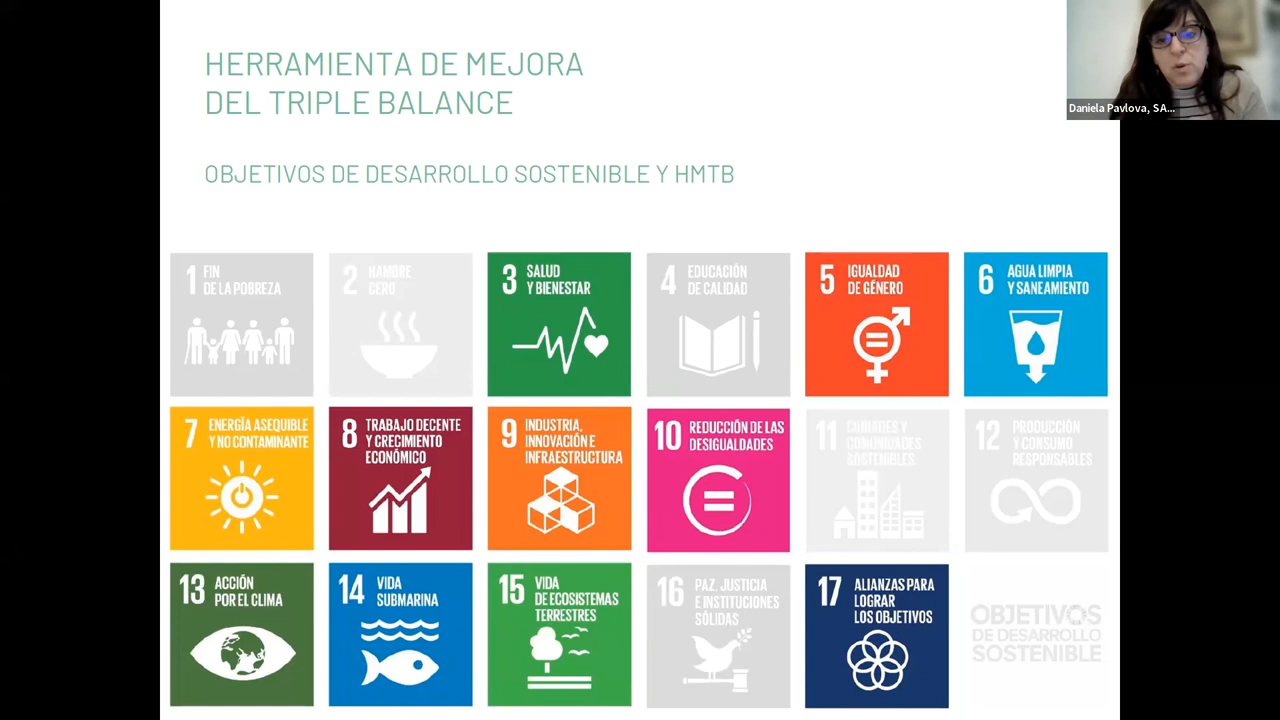 HERRAMIENTA DE MEJORA
DEL TRIPLE BALANCE
Daniela Pavlova, SA...
OBJETIVOS DE DESARROLLO SOSTENIBLE Y HMTB
1 FIN
DE LA POBREZA
2 HAMBRE
CERO
3 SALUD
Y BIENESTAR
4 EDUCACIÓN
DE CALIDAD
5 IGUALDAD
DE GÉNERO
6 AGUA LIMPIA
Y SANEAMIENTO
7 ENERGÍA ASEQUIBLE
Y NO CONTAMINANTE
8 TRABAJO DECENTE
Y CRECIMIENTO
ECONÓMICO
9 INDUSTRIA,
INNOVACIÓN E
INFRAESTRUCTURA
10 REDUCCIÓN DE LAS
DESIGUALDADES
11 CIUDADES Y
COMUNIDADES
SOSTENIBLES
12 PRODUCCIÓN
Y CONSUMO
RESPONSABLES
13 ACCIÓN
POR EL CLIMA
14 VIDA
SUBMARINA
15 VIDA
DE ECOSISTEMAS
TERRESTRES
16 PAZ, JUSTICIA
E INSTITUCIONES
SÓLIDAS
17 ALIANZAS PARA
LOGRAR
LOS OBJETIVOS
OBJETIVOS
DE DESARROLLO
SOSTENIBLE